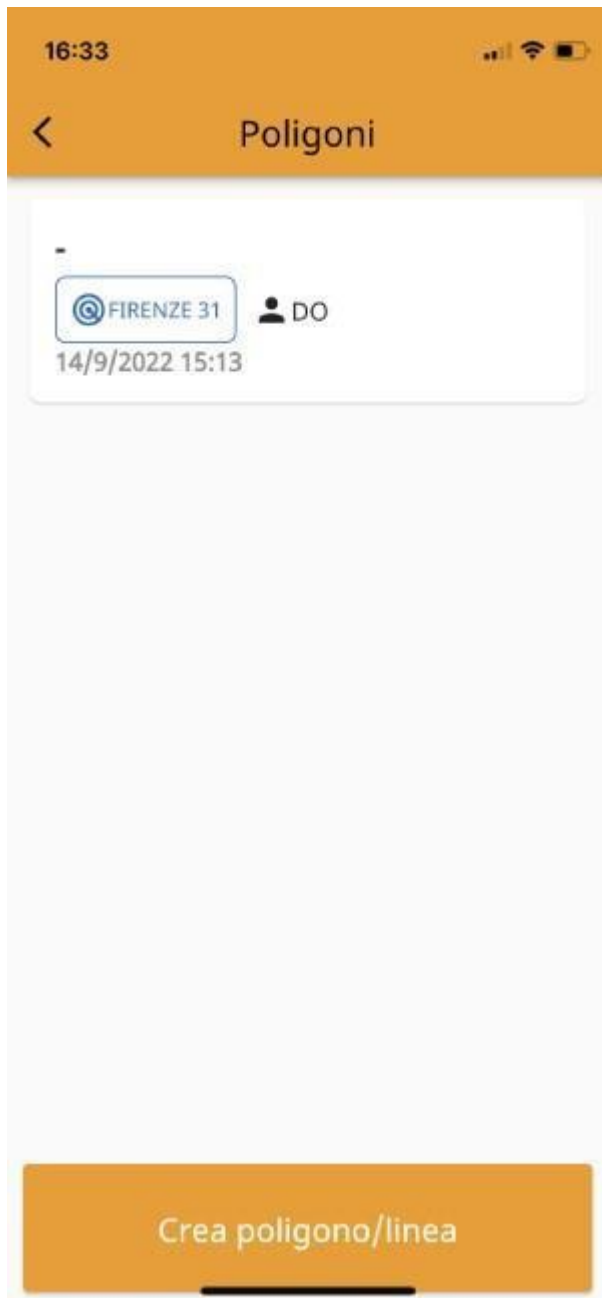 16:33
Poligoni
-
FIRENZE 31 DO
14/9/2022 15:13
Crea poligono/linea